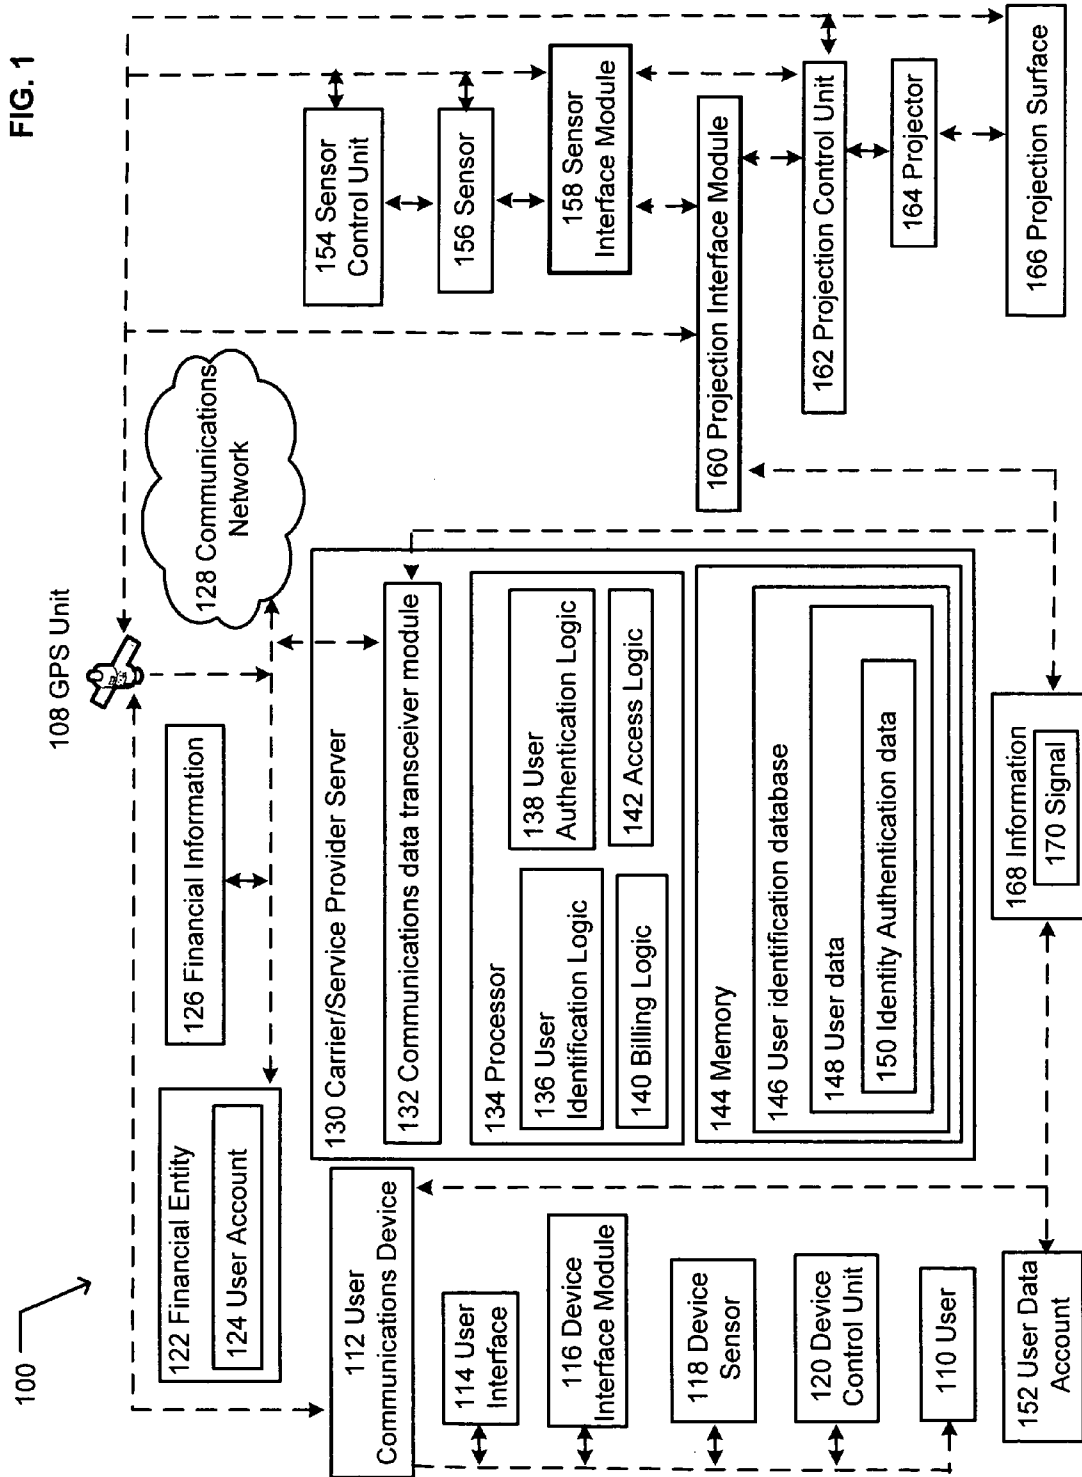 FIG. 1
100
108 GPS Unit
122 Financial Entity
124 User Account
126 Financial Information
128 Communications
Network
112 User
Communications Device
114 User
Interface
116 Device
Interface Module
118 Device
Sensor
120 Device
Control Unit
110 User
152 User Data
Account
130 Carrier/Service Provider Server
132 Communications data transceiver module
134 Processor
136 User
Identification Logic
138 User
Authentication Logic
140 Billing Logic
142 Access Logic
144 Memory
146 User identification database
148 User data
150 Identity Authentication data
168 Information
170 Signal
154 Sensor
Control Unit
156 Sensor
158 Sensor
Interface Module
160 Projection Interface Module
162 Projection Control Unit
164 Projector
166 Projection Surface